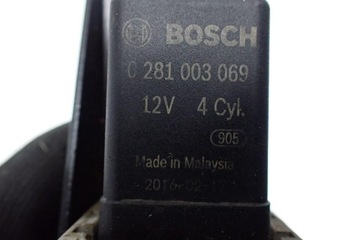 BOSCH
0 281 003 069
12V 4 Cyl.
905
Made in Malaysia